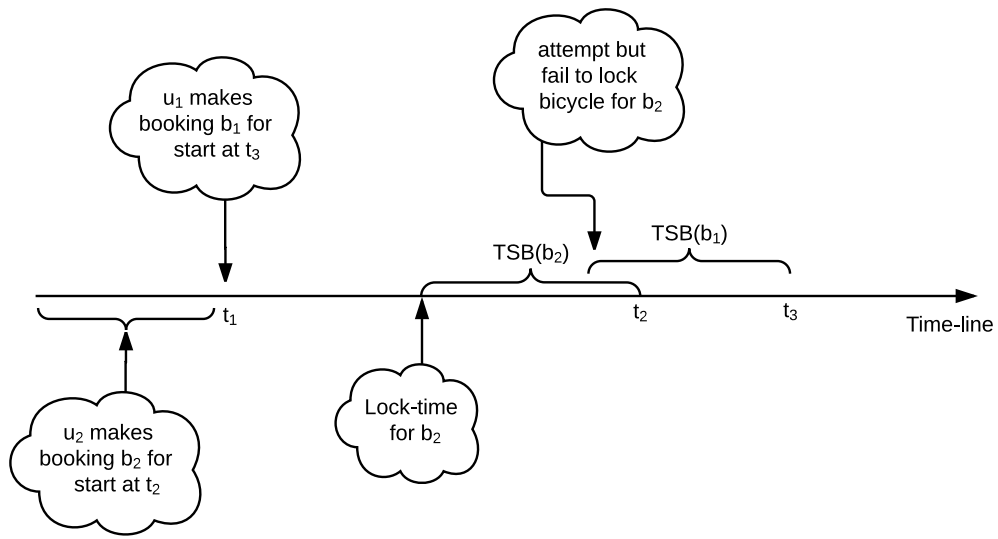 attempt but
fail to lock
bicycle for b₂
u₁ makes
booking b₁ for
start at t₃
TSB(b₂)
TSB(b₁)
t₁
t₂
t₃
Time-line
Lock-time
for b₂
u₂ makes
booking b₂ for
start at t₂